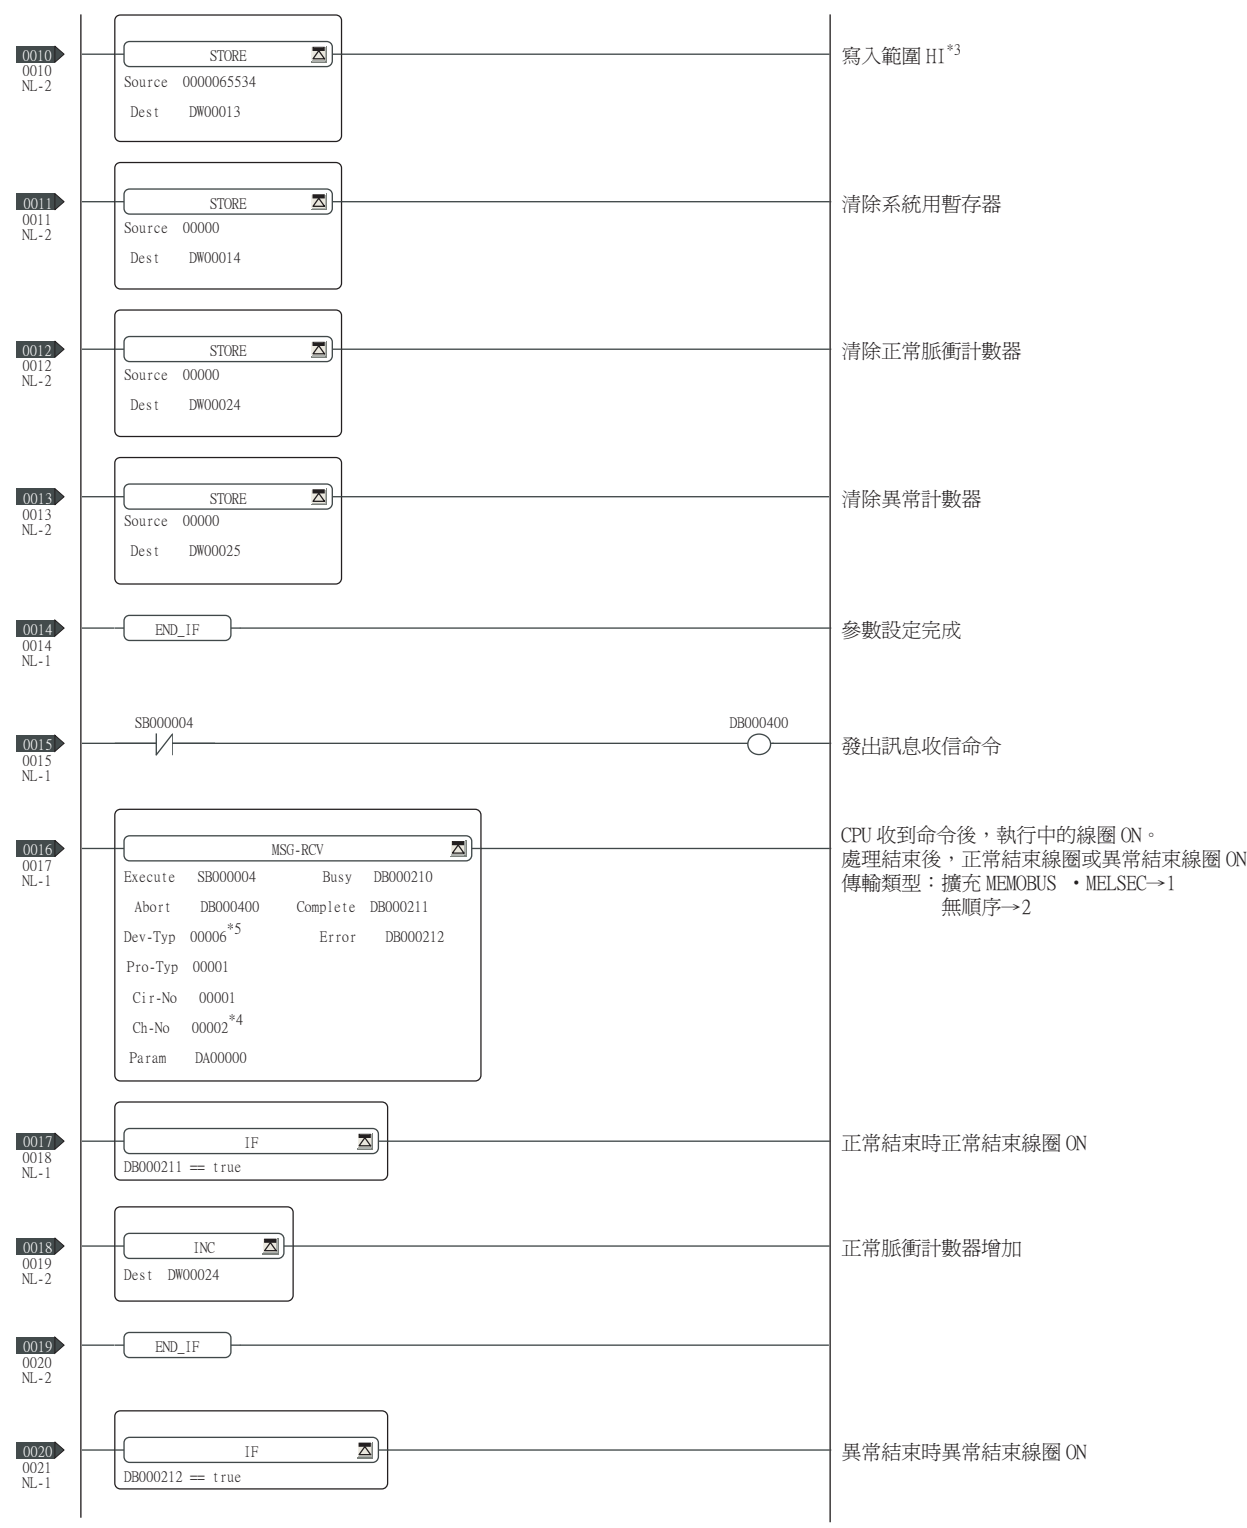 0010
0010
NL-2
STORE
Source 0000065534
Dest DW00013
寫入範圍 HI*3
0011
0011
NL-2
STORE
Source 00000
Dest DW00014
清除系統用暫存器
0012
0012
NL-2
STORE
Source 00000
Dest DW00024
清除正常脈衝計數器
0013
0013
NL-2
STORE
Source 00000
Dest DW00025
清除異常計數器
0014
0014
NL-1
END_IF
參數設定完成
0015
0015
NL-1
SB000004
DB000400
發出訊息收信命令
0016
0017
NL-1
MSG-RCV
Execute SB000004 Busy DB000210
Abort DB000400 Complete DB000211
Dev-Typ 00006*5 Error DB000212
Pro-Typ 00001
Cir-No 00001
Ch-No 00002*4
Param DA00000
CPU 收到命令後，執行中的線圈 ON。
處理結束後，正常結束線圈或異常結束線圈 ON
傳輸類型：擴充 MEMOBUS ・MELSEC→1
無順序→2
0017
0018
NL-1
IF
DB000211 == true
正常結束時正常結束線圈 ON
0018
0019
NL-2
INC
Dest DW00024
正常脈衝計數器增加
0019
0020
NL-2
END_IF
0020
0021
NL-1
IF
DB000212 == true
異常結束時異常結束線圈 ON